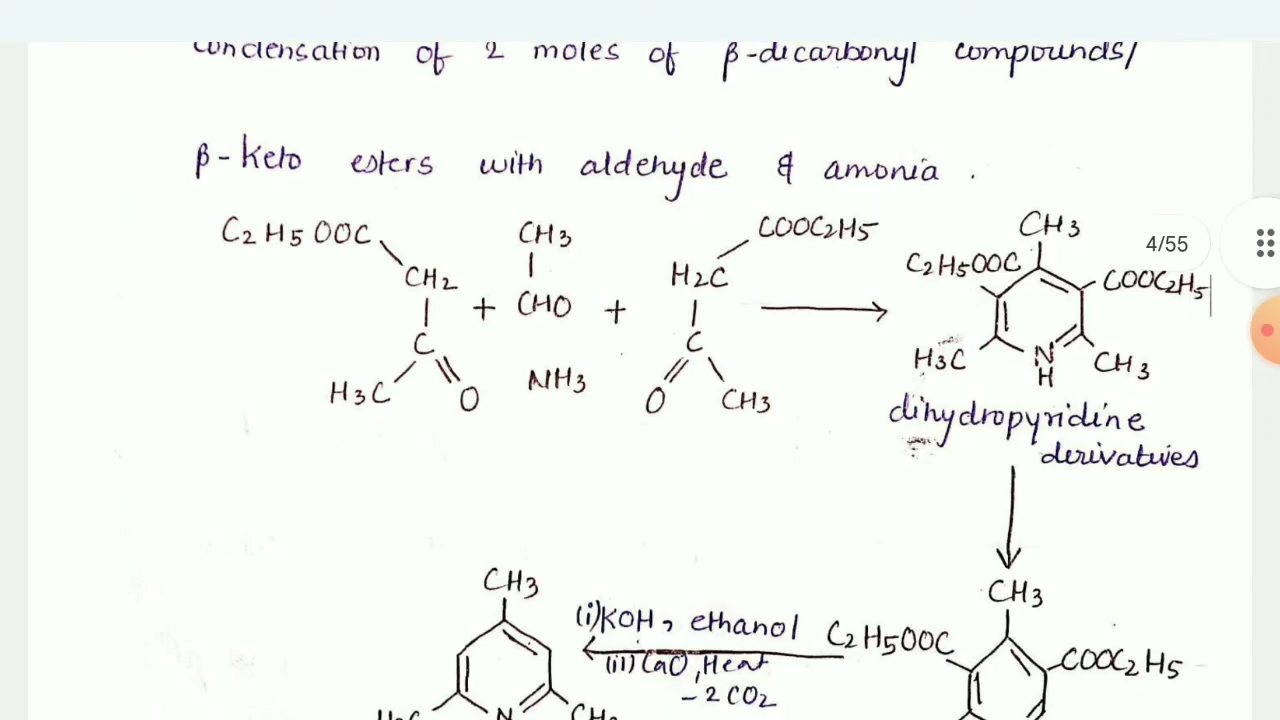 condensation of 2 moles of β-dicarbonyl compounds/
β-keto esters with aldehyde & amonia .
C2H5OOC CH3 COOC2H5 CH3
4/55
CH2 H2C C2H5OOC COOC2H5
+ CHO +
C C H3C N CH3
H
H3C O NH3 O CH3
dihydropyridine
derivatives
CH3 CH3
(i)KOH, ethanol C2H5OOC COOC2H5
(ii) CaO, Heat
- 2CO2
H3C N CH3